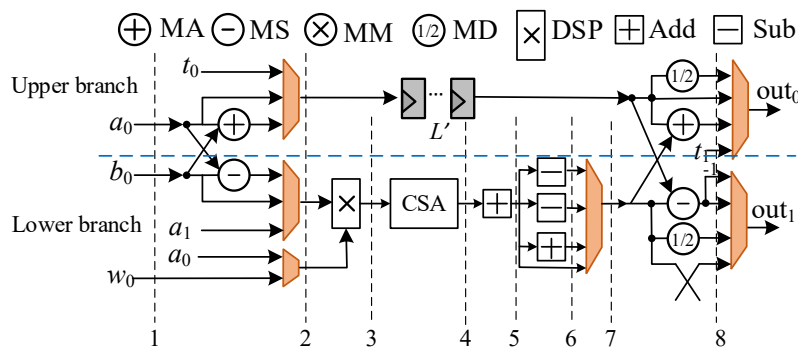 MA MS MM 1/2 MD DSP Add Sub
Upper branch
t₀
a₀
L′
1/2
out₀
b₀
t₁
-1
Lower branch
a₁
a₀
w₀
CSA
out₁
1/2
1 2 3 4 5 6 7 8